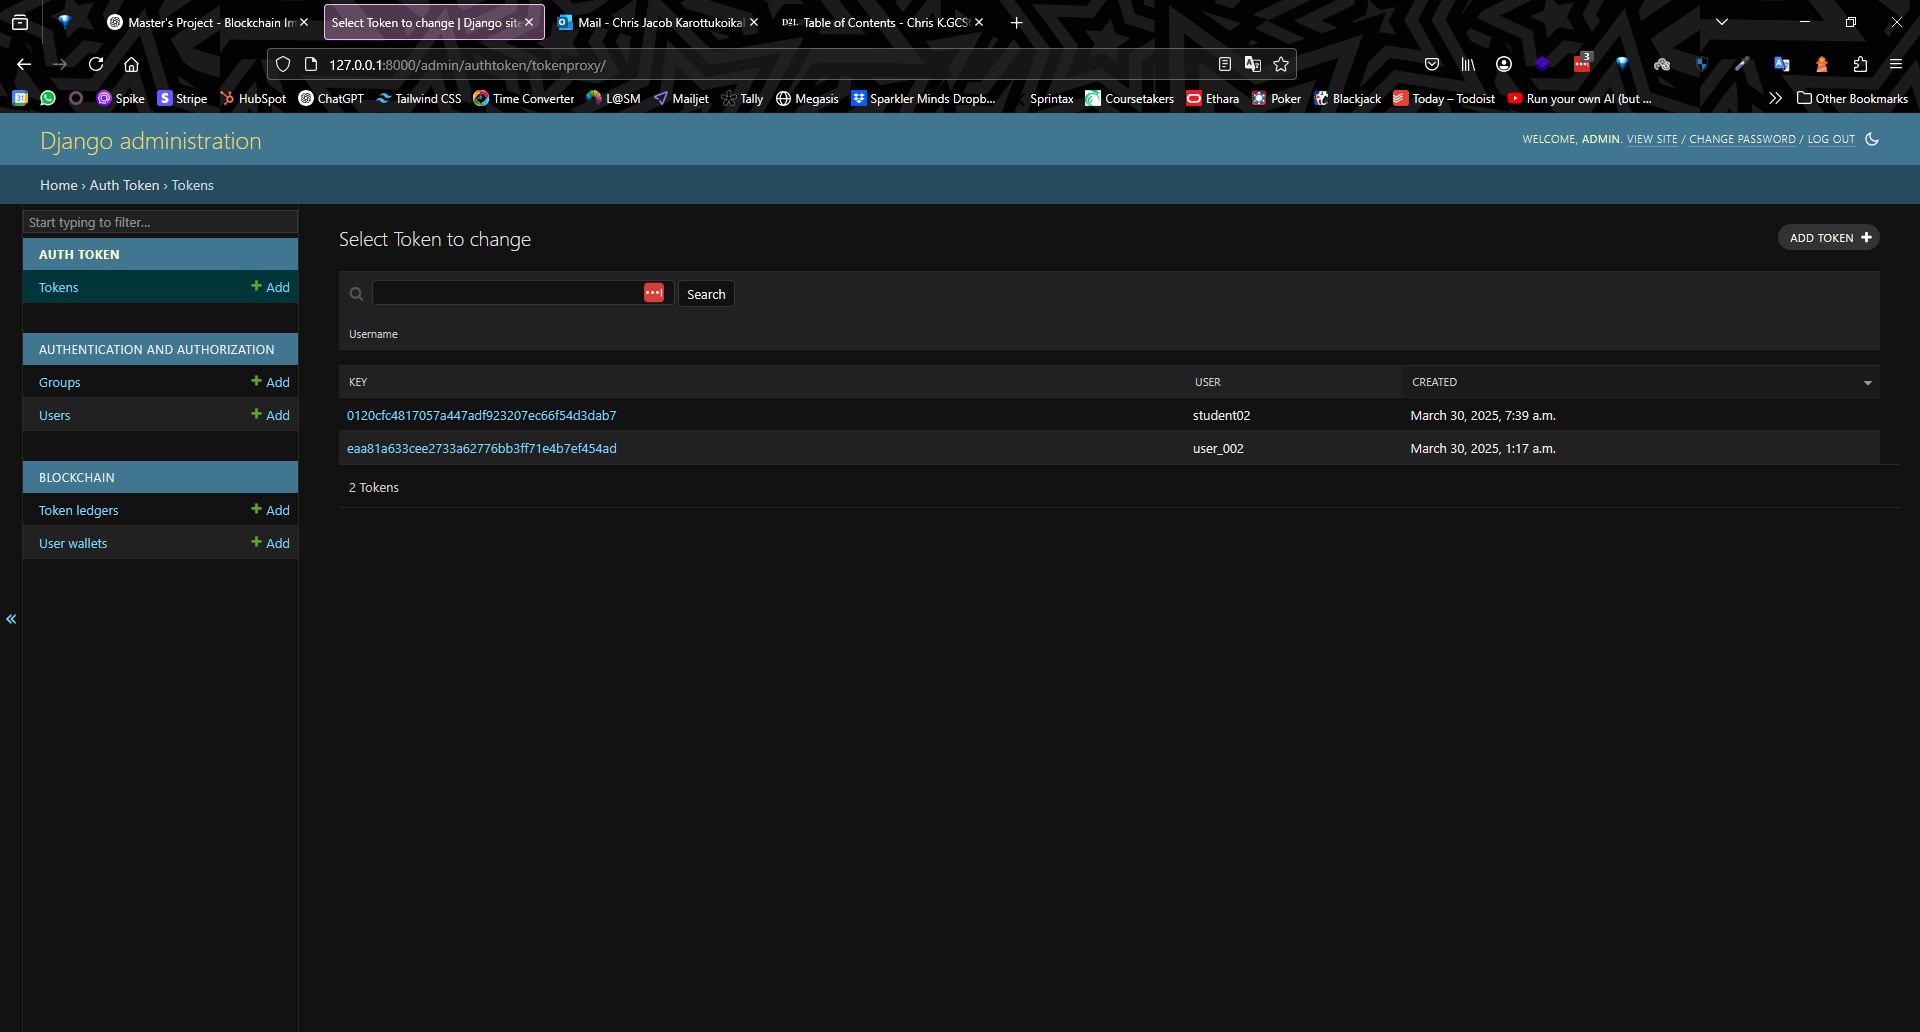 Master's Project - Blockchain Im
Select Token to change | Django site
Mail - Chris Jacob Karottukoikal
D2L Table of Contents - Chris K.GCS
127.0.0.1:8000/admin/authtoken/tokenproxy/
3
31
Spike
Stripe
HubSpot
ChatGPT
Tailwind CSS
Time Converter
L@SM
Mailjet
Tally
Megasis
Sparkler Minds Dropb...
Sprintax
Coursetakers
Ethara
Poker
Blackjack
Today – Todoist
Run your own AI (but ...
Other Bookmarks
Django administration
WELCOME, ADMIN. VIEW SITE / CHANGE PASSWORD / LOG OUT
Home › Auth Token › Tokens
Start typing to filter...
AUTH TOKEN
Tokens
Add
AUTHENTICATION AND AUTHORIZATION
Groups
Add
Users
Add
BLOCKCHAIN
Token ledgers
Add
User wallets
Add
«
Select Token to change
ADD TOKEN
Search
Username
KEY USER CREATED
0120cfc4817057a447adf923207ec66f54d3dab7 student02 March 30, 2025, 7:39 a.m.
eaa81a633cee2733a62776bb3ff71e4b7ef454ad user_002 March 30, 2025, 1:17 a.m.
2 Tokens